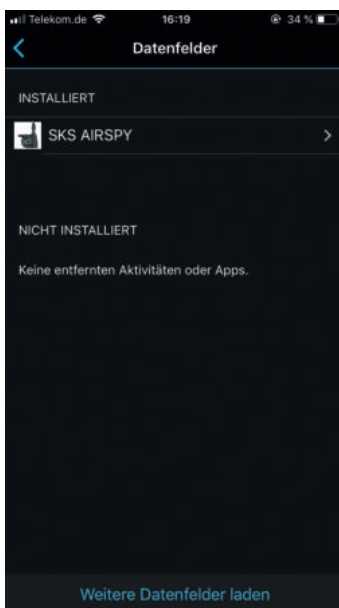 Telekom.de 16:19 34 %
Datenfelder
INSTALLIERT
SKS AIRSPY
NICHT INSTALLIERT
Keine entfernten Aktivitäten oder Apps.
Weitere Datenfelder laden